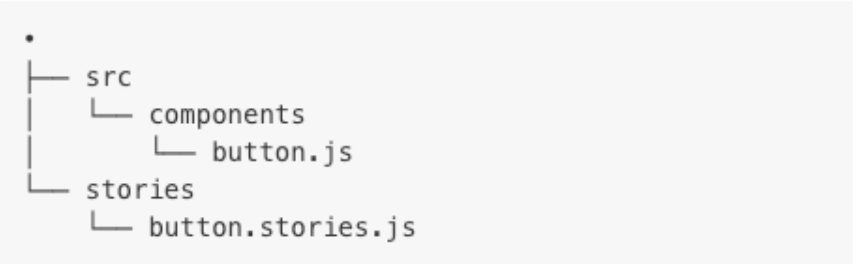 .
├── src
│   └── components
│       └── button.js
└── stories
    └── button.stories.js